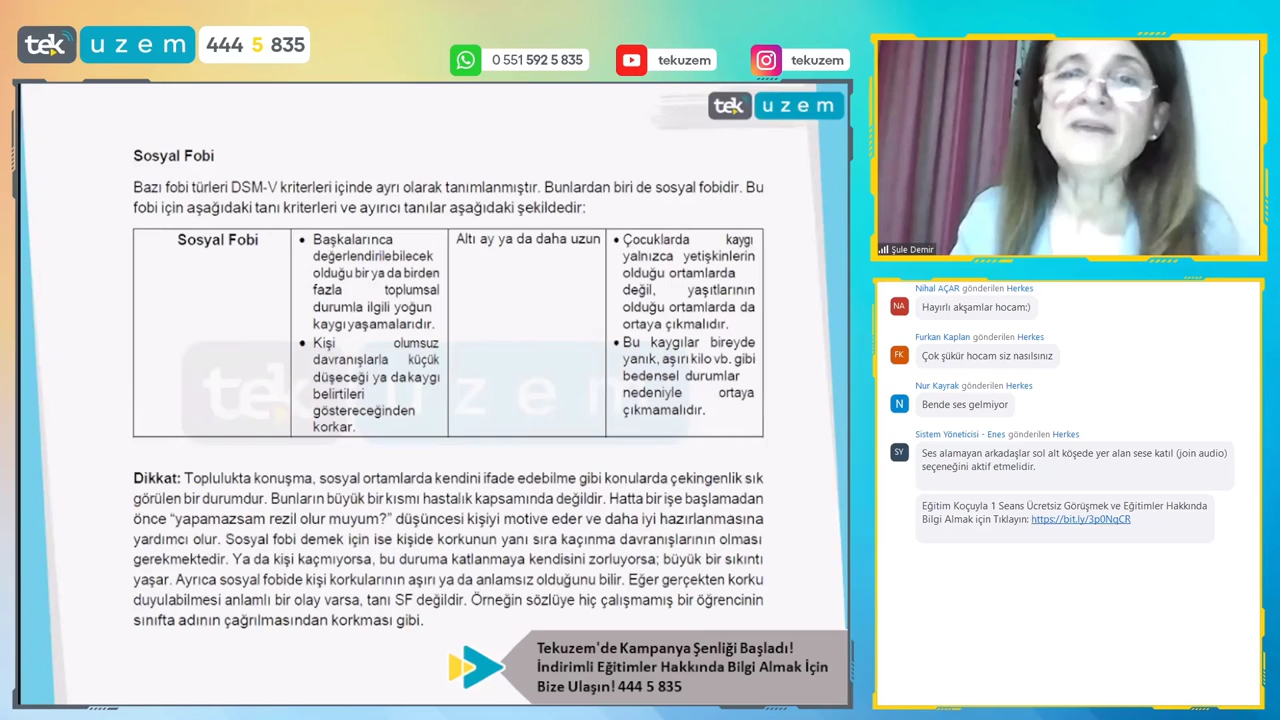 tek uzem 444 5 835
0 551 592 5 835
tekuzem
tekuzem
tek uzem
Sosyal Fobi
Bazı fobi türleri DSM-V kriterleri içinde ayrı olarak tanımlanmıştır. Bunlardan biri de sosyal fobidir. Bu
fobi için aşağıdaki tanı kriterleri ve ayırıcı tanılar aşağıdaki şekildedir:
Sosyal Fobi
• Başkalarınca
değerlendirilebilecek
olduğu bir ya da birden
fazla toplumsal
durumla ilgili yoğun
kaygı yaşamalarıdır.
• Kişi olumsuz
davranışlarla küçük
düşeceği ya da kaygı
belirtileri
göstereceğinden
korkar.
Altı ay ya da daha uzun
• Çocuklarda kaygı
yalnızca yetişkinlerin
olduğu ortamlarda
değil, yaşıtlarının
olduğu ortamlarda da
ortaya çıkmalıdır.
• Bu kaygılar bireyde
yanık, aşırı kilo vb. gibi
bedensel durumlar
nedeniyle ortaya
çıkmamalıdır.
tek uzem
Dikkat: Toplulukta konuşma, sosyal ortamlarda kendini ifade edebilme gibi konularda çekingenlik sık
görülen bir durumdur. Bunların büyük bir kısmı hastalık kapsamında değildir. Hatta bir işe başlamadan
önce “yapamazsam rezil olur muyum?” düşüncesi kişiyi motive eder ve daha iyi hazırlanmasına
yardımcı olur. Sosyal fobi demek için ise kişide korkunun yanı sıra kaçınma davranışlarının olması
gerekmektedir. Ya da kişi kaçmıyorsa, bu duruma katlanmaya kendisini zorluyorsa; büyük bir sıkıntı
yaşar. Ayrıca sosyal fobide kişi korkularının aşırı ya da anlamsız olduğunu bilir. Eğer gerçekten korku
duyulabilmesi anlamlı bir olay varsa, tanı SF değildir. Örneğin sözlüye hiç çalışmamış bir öğrencinin
sınıfta adının çağrılmasından korkması gibi.
Tekuzem'de Kampanya Şenliği Başladı!
İndirimli Eğitimler Hakkında Bilgi Almak İçin
Bize Ulaşın! 444 5 835
Şule Demir
Nihal AÇAR gönderilen Herkes
NA
Hayırlı akşamlar hocam:)
Furkan Kaplan gönderilen Herkes
FK
Çok şükür hocam siz nasılsınız
Nur Kayrak gönderilen Herkes
N
Bende ses gelmiyor
Sistem Yöneticisi - Enes gönderilen Herkes
SY
Ses alamayan arkadaşlar sol alt köşede yer alan sese katıl (join audio)
seçeneğini aktif etmelidir.
Eğitim Koçuyla 1 Seans Ücretsiz Görüşmek ve Eğitimler Hakkında
Bilgi Almak için Tıklayın: https://bit.ly/3p0NqCR